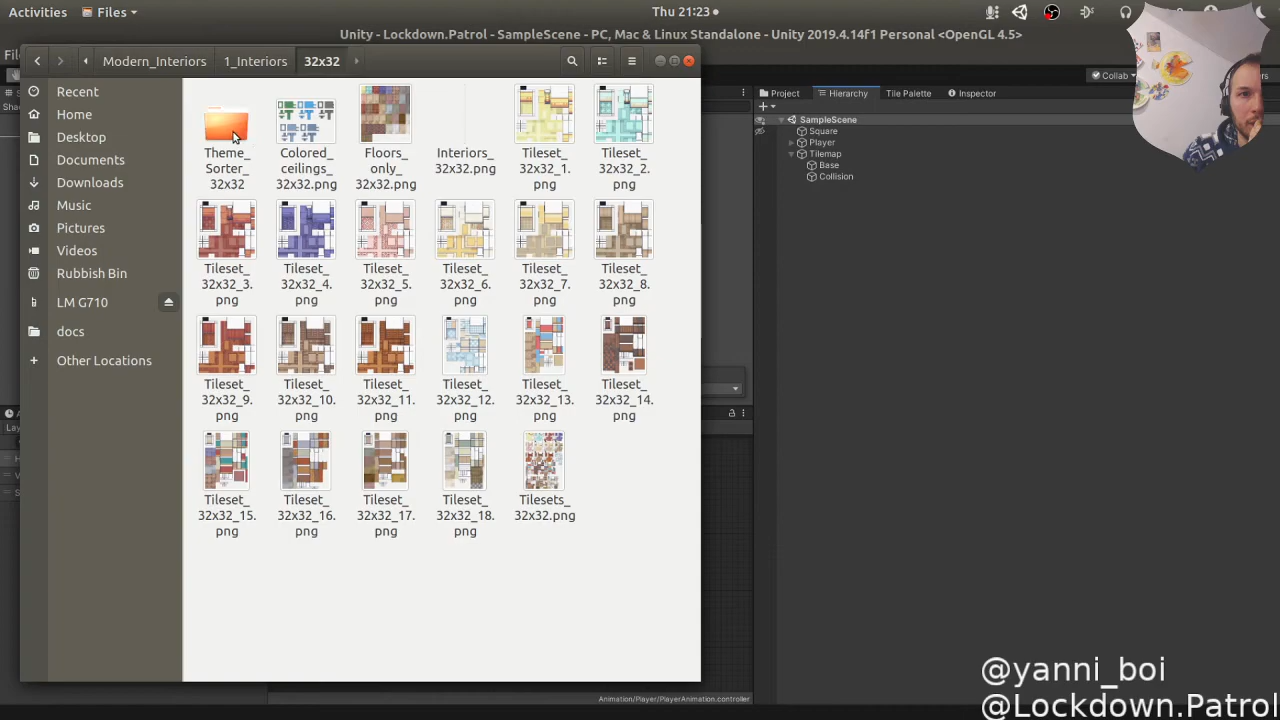 Activities Files Thu 21:23
Unity - Lockdown.Patrol - SampleScene - PC, Mac & Linux Standalone - Unity 2019.4.14f1 Personal <OpenGL 4.5>
Modern_Interiors 1_Interiors 32x32
Collab
Project Hierarchy Tile Palette Inspector
SampleScene
Square
Player
Tilemap
Base
Collision
Recent
Home
Desktop
Documents
Downloads
Music
Pictures
Videos
Rubbish Bin
LM G710
docs
Other Locations
Theme_
Sorter_
32x32
Colored_
ceilings_
32x32.png
Floors_
only_
32x32.png
Interiors_
32x32.png
Tileset_
32x32_1.
png
Tileset_
32x32_2.
png
Tileset_
32x32_3.
png
Tileset_
32x32_4.
png
Tileset_
32x32_5.
png
Tileset_
32x32_6.
png
Tileset_
32x32_7.
png
Tileset_
32x32_8.
png
Tileset_
32x32_9.
png
Tileset_
32x32_10.
png
Tileset_
32x32_11.
png
Tileset_
32x32_12.
png
Tileset_
32x32_13.
png
Tileset_
32x32_14.
png
Tileset_
32x32_15.
png
Tileset_
32x32_16.
png
Tileset_
32x32_17.
png
Tileset_
32x32_18.
png
Tilesets_
32x32.png
Animation/Player/PlayerAnimation.controller
@yanni_boi
@Lockdown.Patrol